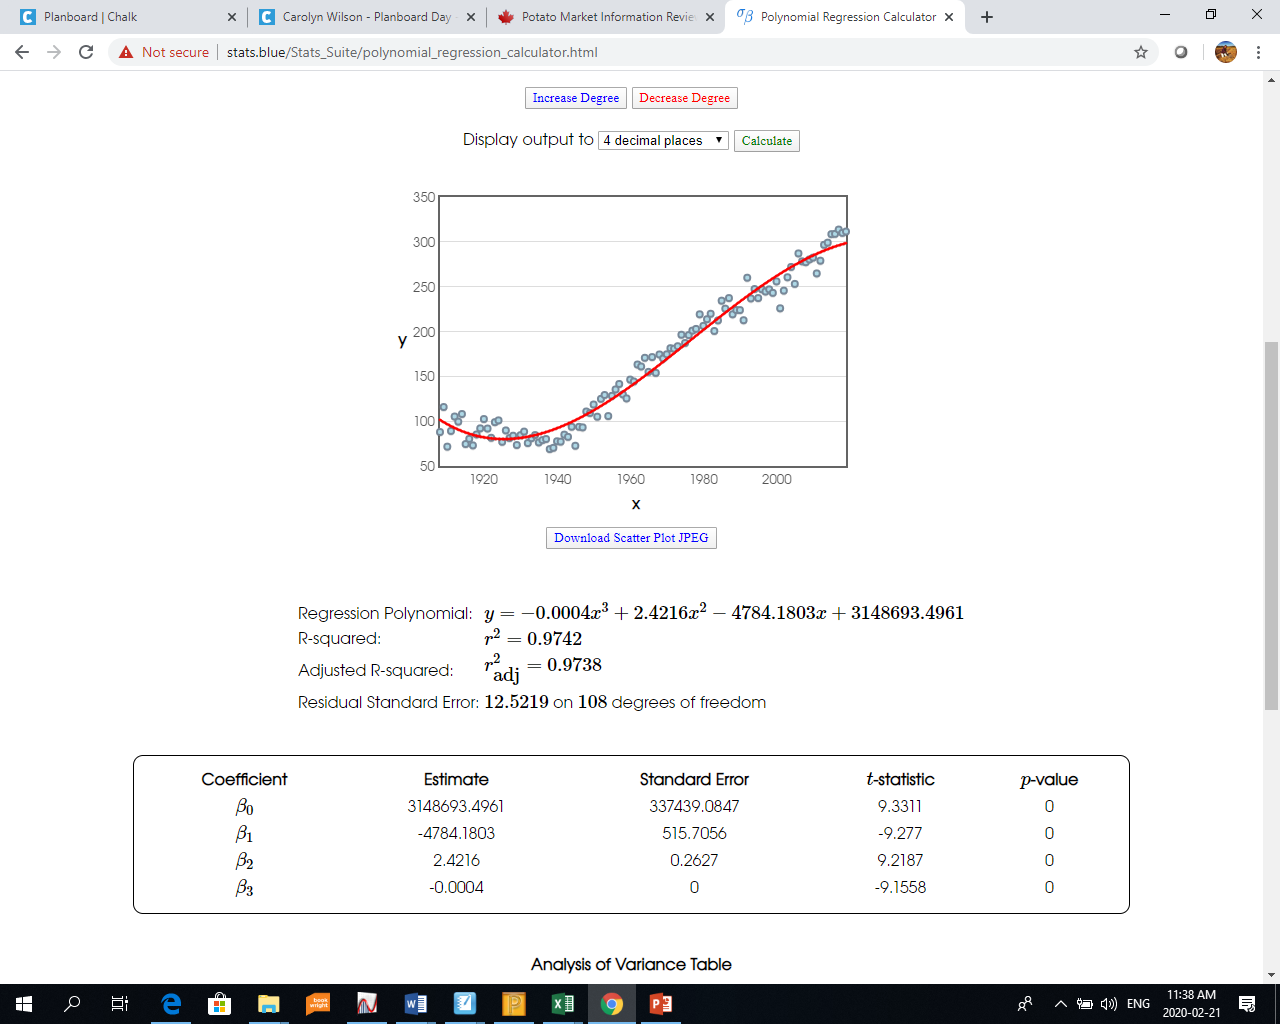 Planboard | Chalk
Carolyn Wilson - Planboard Day
Potato Market Information Revie
Polynomial Regression Calculator
Not secure
stats.blue/Stats_Suite/polynomial_regression_calculator.html
Increase Degree
Decrease Degree
Display output to 4 decimal places Calculate
350
300
250
200
y
150
100
50
1920 1940 1960 1980 2000
x
Download Scatter Plot JPEG
Regression Polynomial: y = −0.0004x³ + 2.4216x² − 4784.1803x + 3148693.4961
R-squared: r² = 0.9742
Adjusted R-squared: r²adj = 0.9738
Residual Standard Error: 12.5219 on 108 degrees of freedom
Coefficient Estimate Standard Error t-statistic p-value
β₀ 3148693.4961 337439.0847 9.3311 0
β₁ -4784.1803 515.7056 -9.277 0
β₂ 2.4216 0.2627 9.2187 0
β₃ -0.0004 0 -9.1558 0
Analysis of Variance Table
book wright
ENG
11:38 AM
2020-02-21